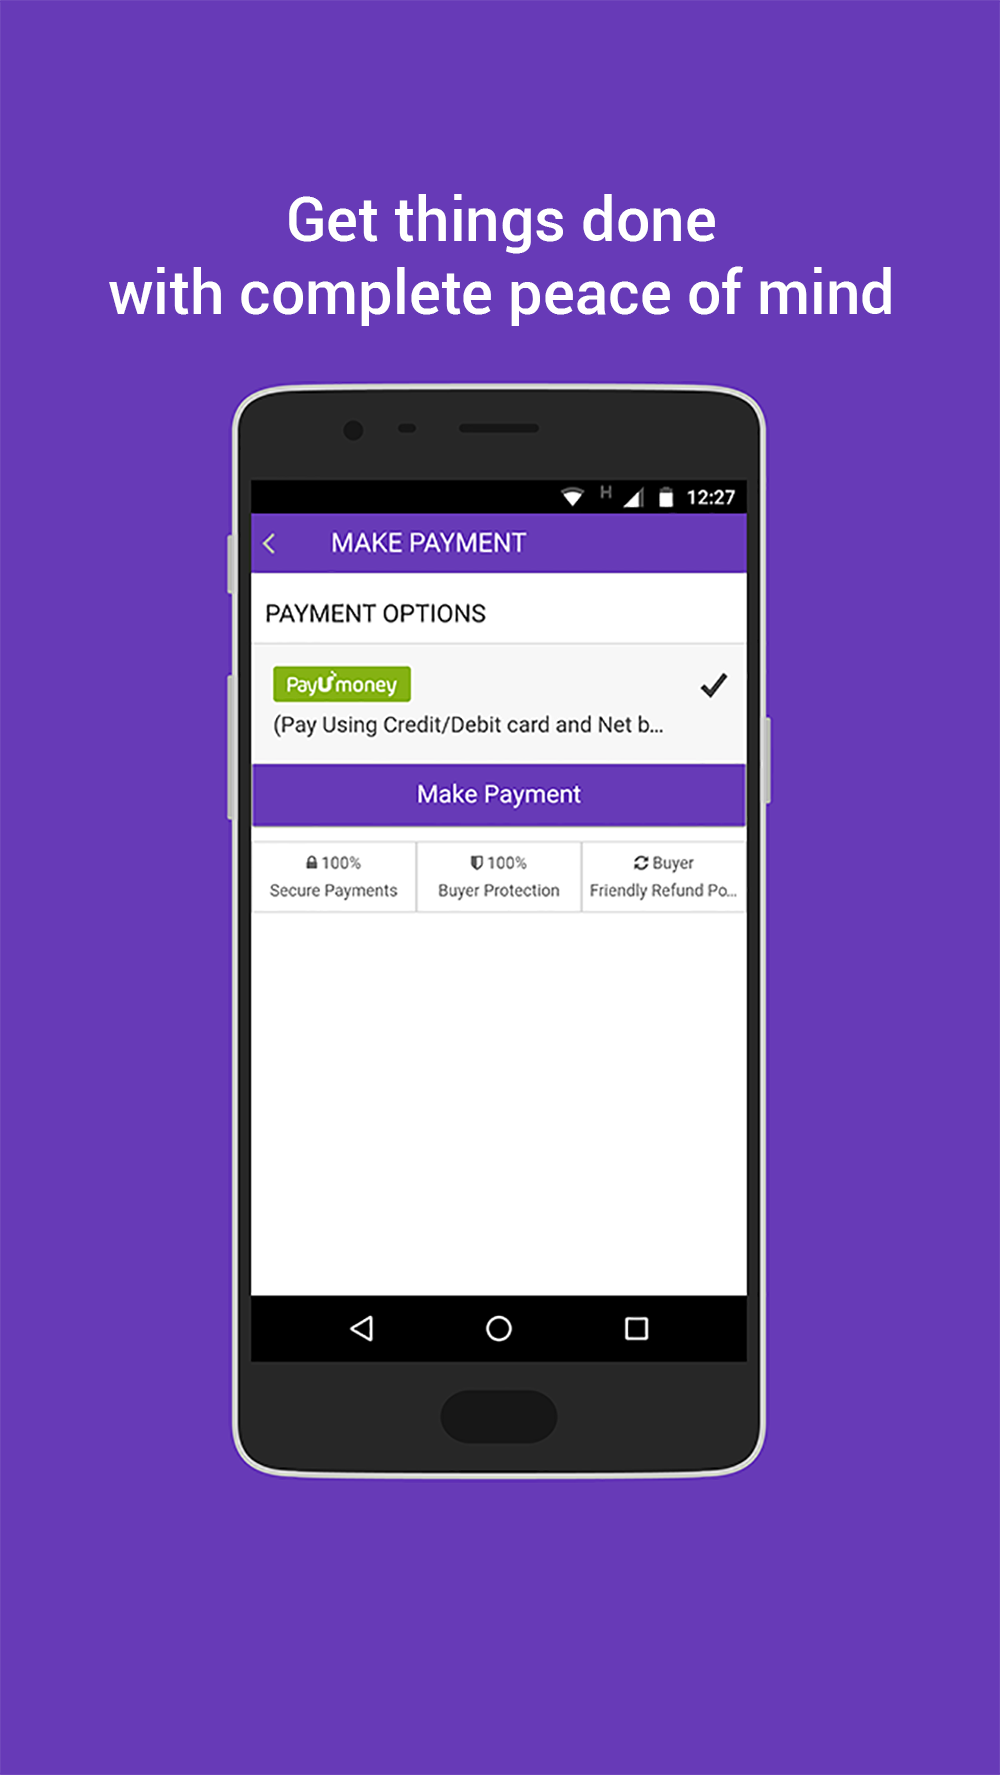 Get things done
with complete peace of mind
H 12:27
MAKE PAYMENT
PAYMENT OPTIONS
PayUmoney
(Pay Using Credit/Debit card and Net b...
Make Payment
100%
Secure Payments
100%
Buyer Protection
Buyer
Friendly Refund Po...